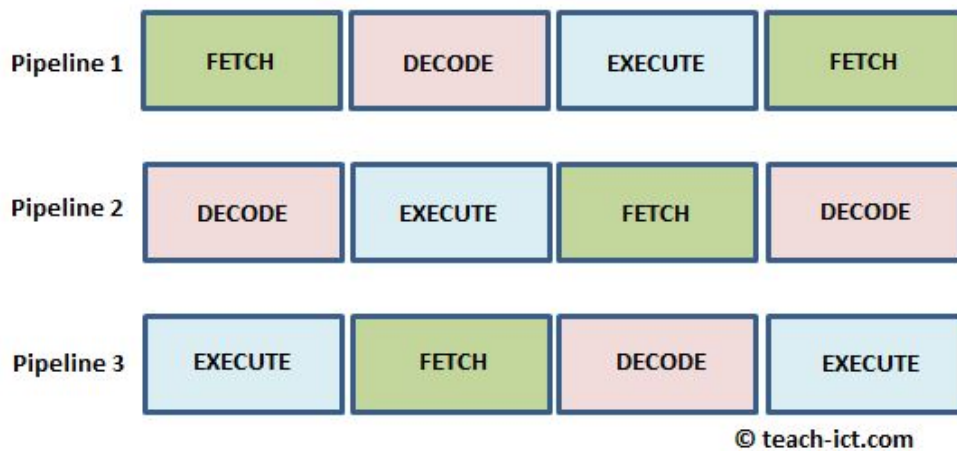 Pipeline 1 FETCH DECODE EXECUTE FETCH
Pipeline 2 DECODE EXECUTE FETCH DECODE
Pipeline 3 EXECUTE FETCH DECODE EXECUTE
© teach-ict.com